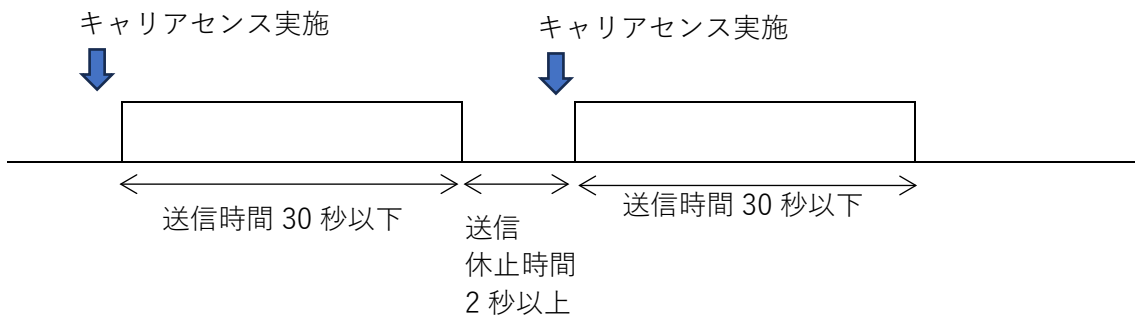 キャリアセンス実施
キャリアセンス実施
送信時間 30 秒以下
送信
休止時間
2 秒以上
送信時間 30 秒以下